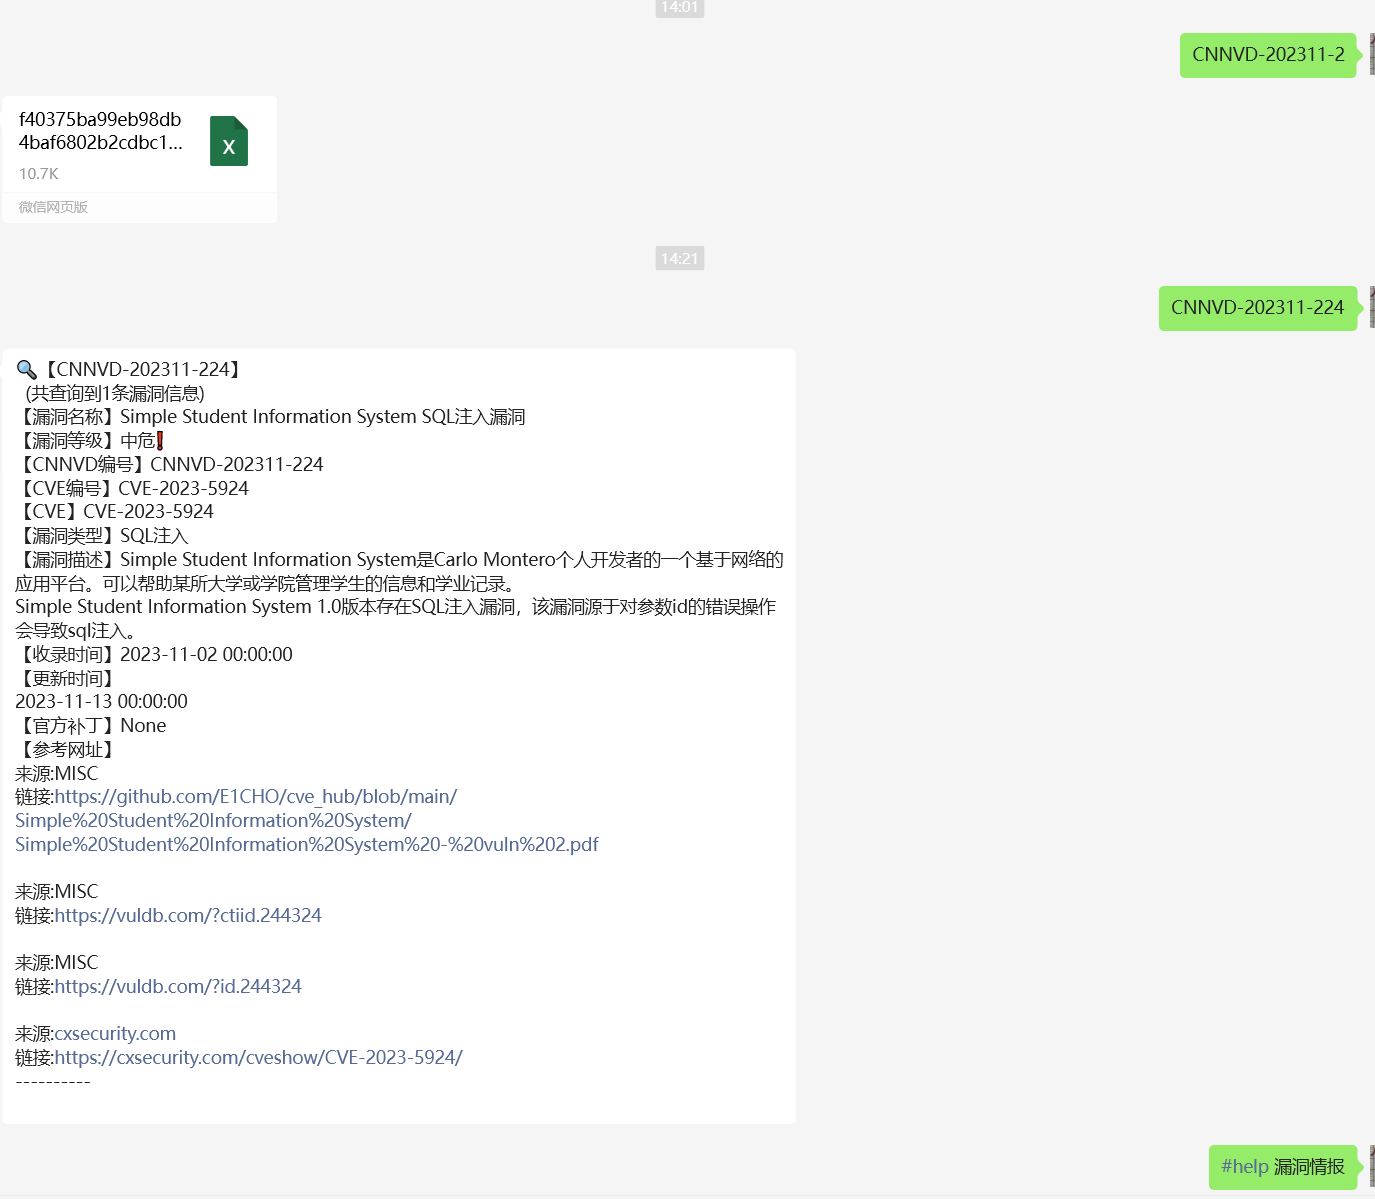 14:01
CNNVD-202311-2
f40375ba99eb98db
4baf6802b2cdbc1...
10.7K
微信网页版
14:21
CNNVD-202311-224
【CNNVD-202311-224】
(共查询到1条漏洞信息)
【漏洞名称】Simple Student Information System SQL注入漏洞
【漏洞等级】中危❗
【CNNVD编号】CNNVD-202311-224
【CVE编号】CVE-2023-5924
【CVE】CVE-2023-5924
【漏洞类型】SQL注入
【漏洞描述】Simple Student Information System是Carlo Montero个人开发者的一个基于网络的
应用平台。可以帮助某所大学或学院管理学生的信息和学业记录。
Simple Student Information System 1.0版本存在SQL注入漏洞，该漏洞源于对参数id的错误操作
会导致sql注入。
【收录时间】2023-11-02 00:00:00
【更新时间】
2023-11-13 00:00:00
【官方补丁】None
【参考网址】
来源:MISC
链接:https://github.com/E1CHO/cve_hub/blob/main/
Simple%20Student%20Information%20System/
Simple%20Student%20Information%20System%20-%20vuln%202.pdf
来源:MISC
链接:https://vuldb.com/?ctiid.244324
来源:MISC
链接:https://vuldb.com/?id.244324
来源:cxsecurity.com
链接:https://cxsecurity.com/cveshow/CVE-2023-5924/
----------
#help 漏洞情报